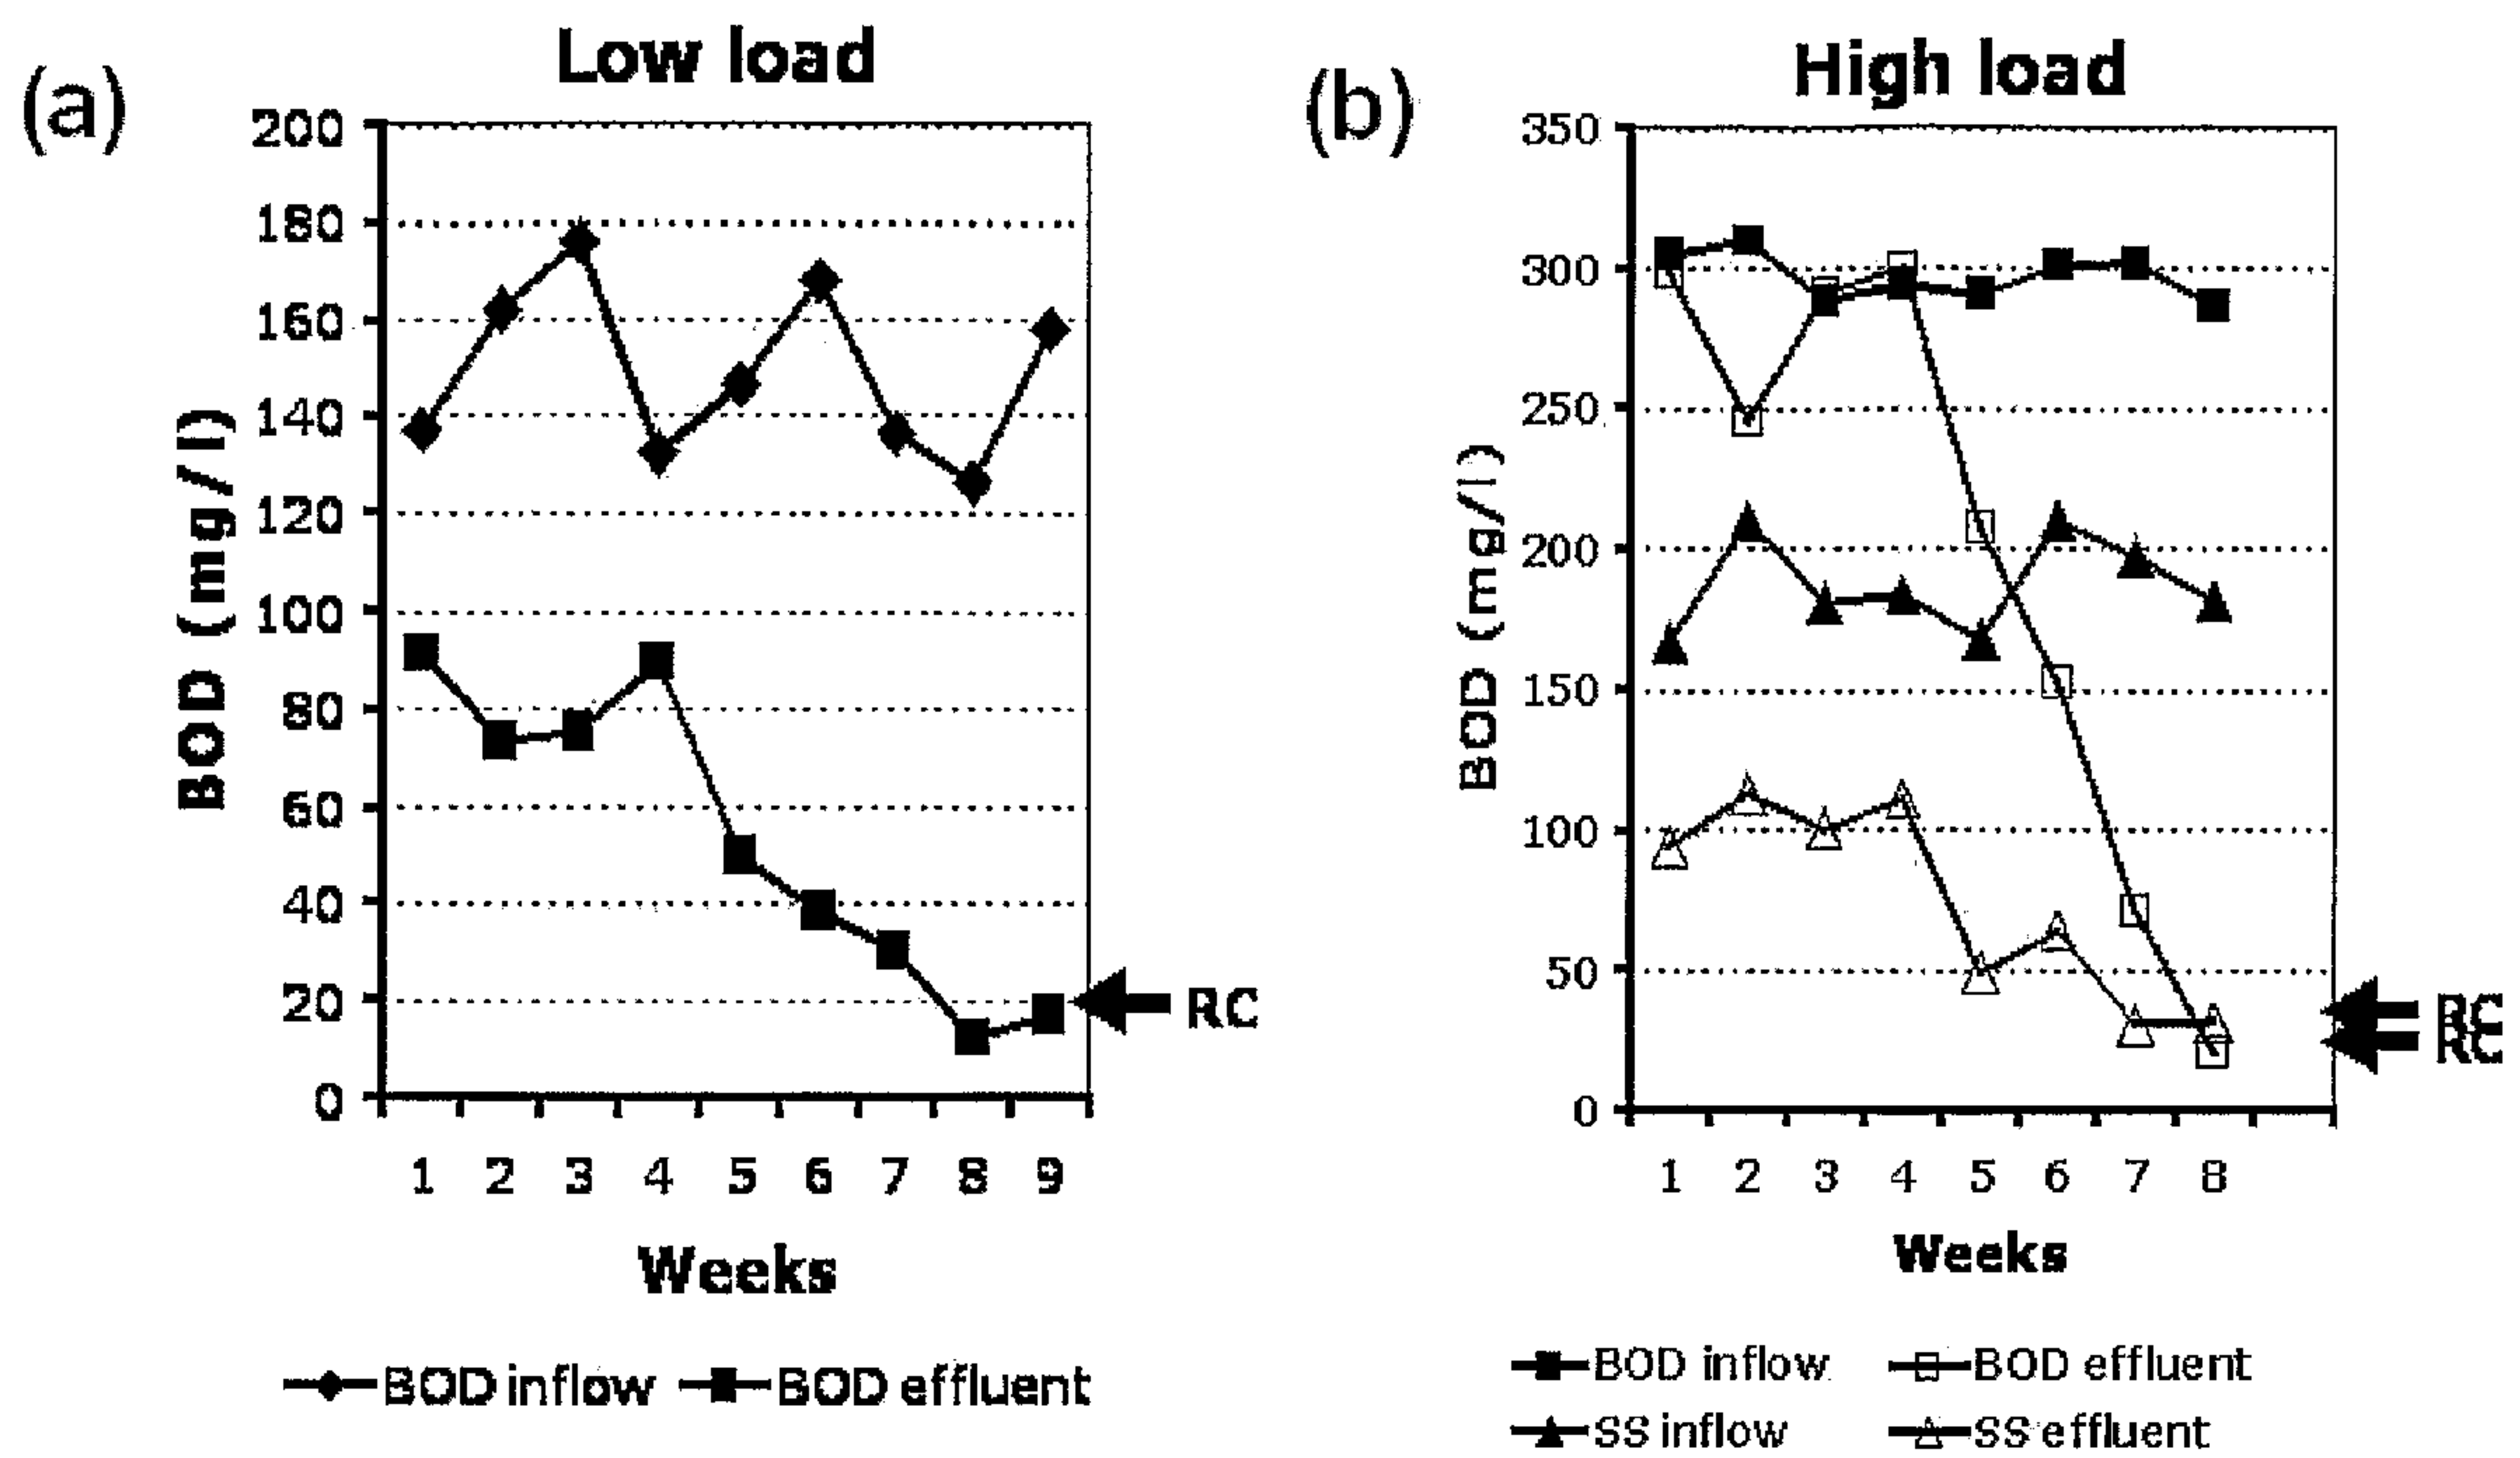 (a)
Low load
200
180
160
140
120
100
80
60
40
20
0
BOD (mg/l)
RC
1 2 3 4 5 6 7 8 9
Weeks
BOD inflow BOD effluent
(b)
High load
350
300
250
200
150
100
50
0
BOD (mg/l)
RC
RC
1 2 3 4 5 6 7 8
Weeks
BOD inflow BOD effluent
SS inflow SS effluent